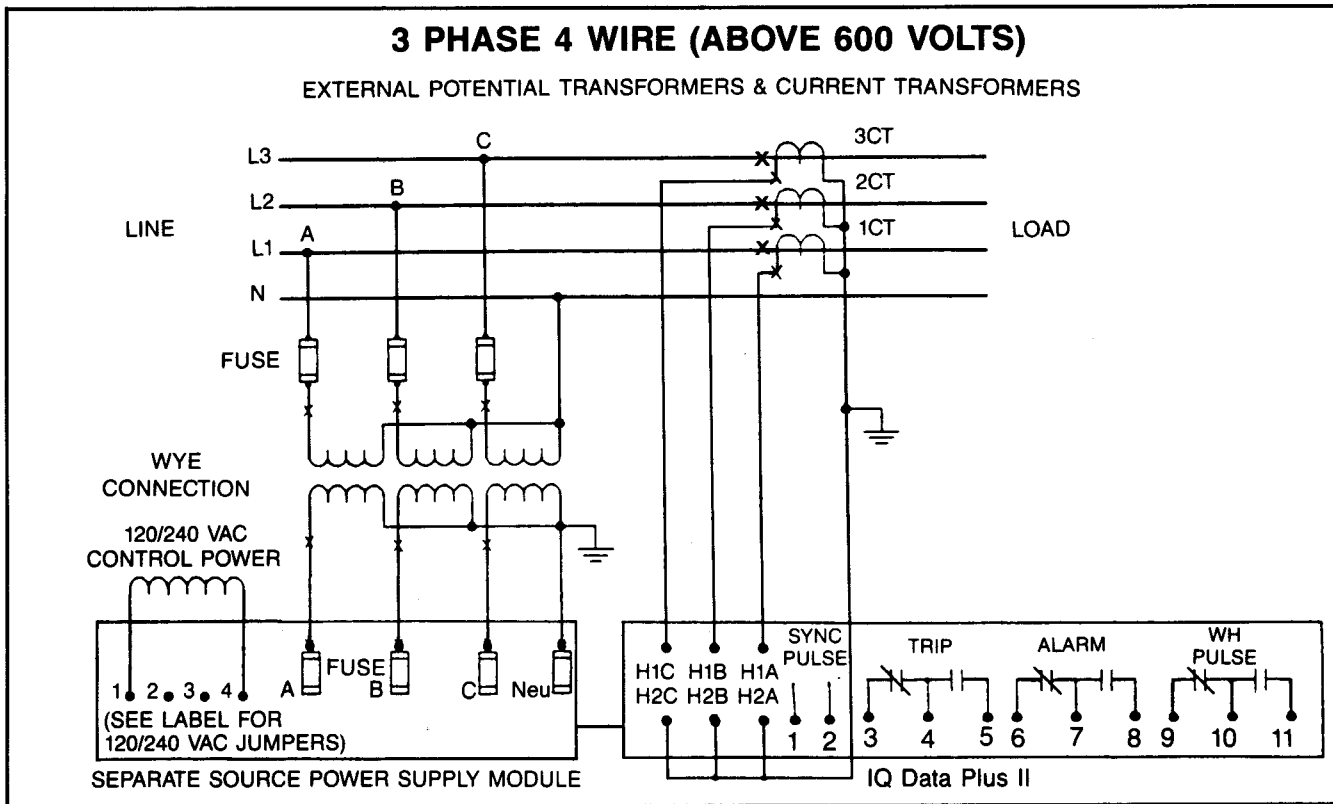 3 PHASE 4 WIRE (ABOVE 600 VOLTS)
EXTERNAL POTENTIAL TRANSFORMERS & CURRENT TRANSFORMERS
C
3CT
L3
B
2CT
L2
LINE
A
1CT
LOAD
L1
N
FUSE
WYE
CONNECTION
120/240 VAC
CONTROL POWER
SYNC
PULSE
TRIP
ALARM
WH
PULSE
H1C H1B H1A
H2C H2B H2A
FUSE
A B C Neu
1 2 3 4
(SEE LABEL FOR
120/240 VAC JUMPERS)
1 2 3 4 5 6 7 8 9 10 11
SEPARATE SOURCE POWER SUPPLY MODULE
IQ Data Plus II